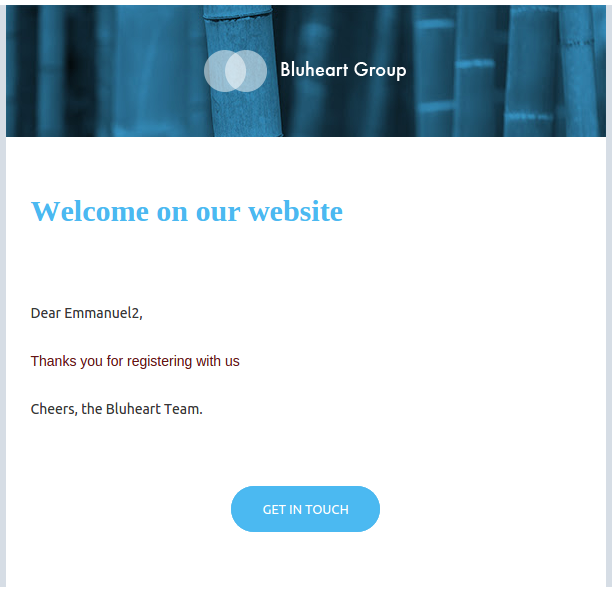 Bluheart Group
Welcome on our website
Dear Emmanuel2,
Thanks you for registering with us
Cheers, the Bluheart Team.
GET IN TOUCH